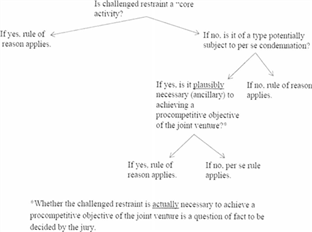 Is challenged restraint a "core
activity?
If yes, rule of
reason applies.
If no, is it of a type potentially
subject to per se condemnation?
If yes, is it plausibly
necessary (ancillary) to
achieving a
procompetitive objective
of the joint venture?*
If no, rule of reason
applies.
If yes, rule of
reason applies.
If no, per se rule
applies.
*Whether the challenged restraint is actually necessary to achieve a
procompetitive objective of the joint venture is a question of fact to be
decided by the jury.